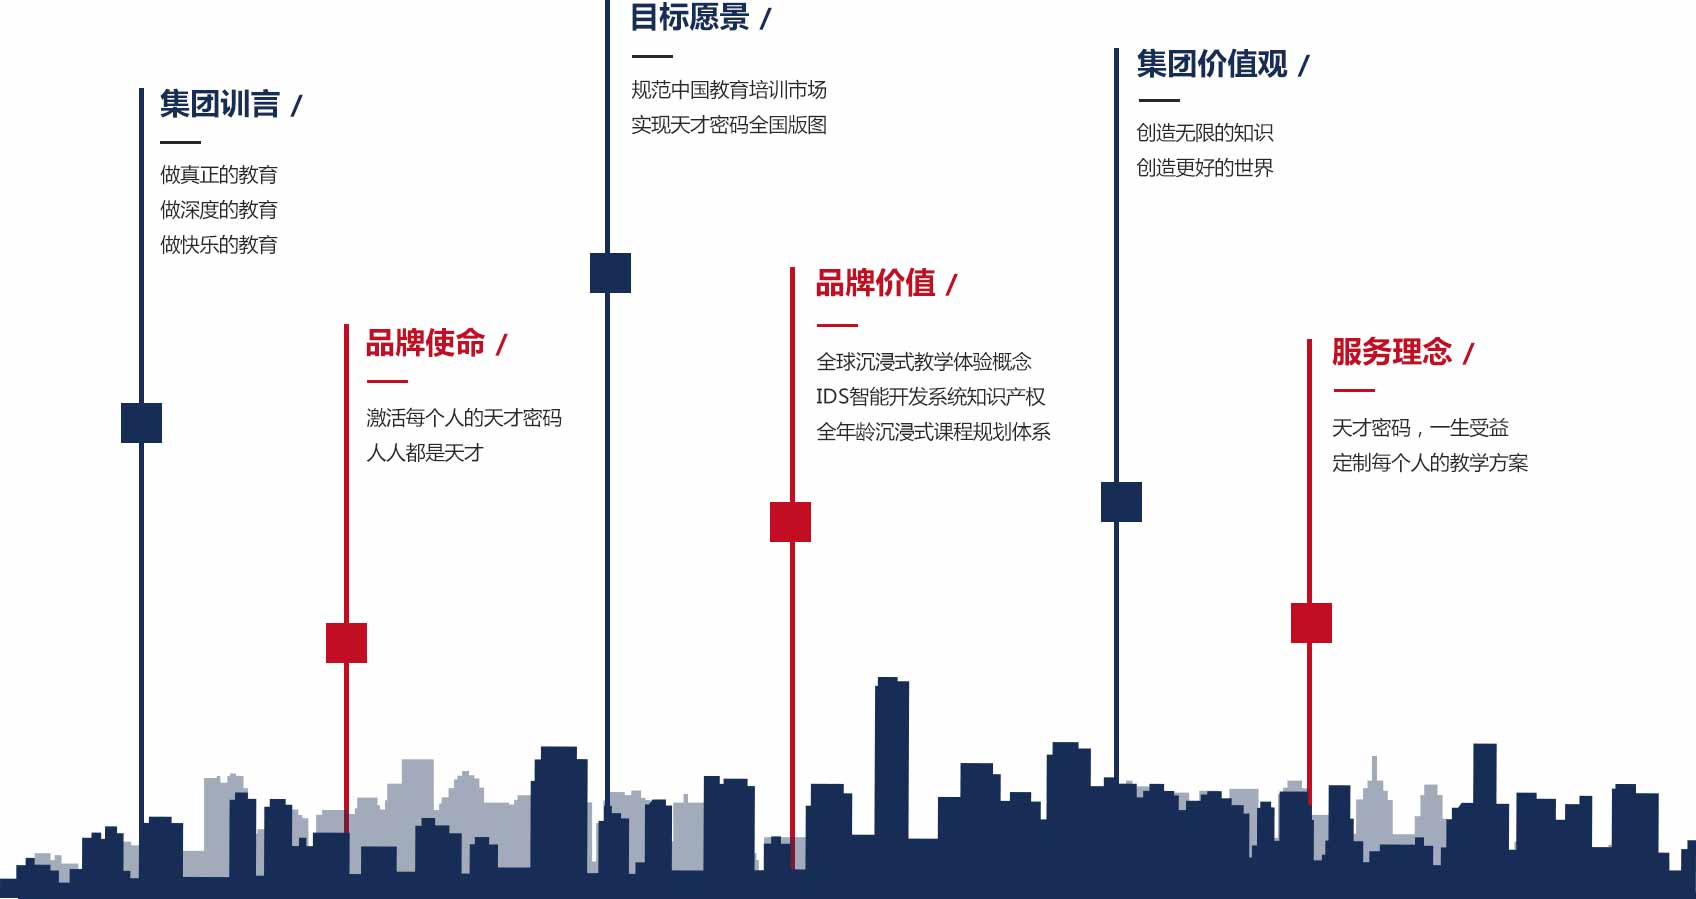 集团训言 /
做真正的教育
做深度的教育
做快乐的教育
品牌使命 /
激活每个人的天才密码
人人都是天才
目标愿景 /
规范中国教育培训市场
实现天才密码全国版图
品牌价值 /
全球沉浸式教学体验概念
IDS智能开发系统知识产权
全年龄沉浸式课程规划体系
集团价值观 /
创造无限的知识
创造更好的世界
服务理念 /
天才密码，一生受益
定制每个人的教学方案